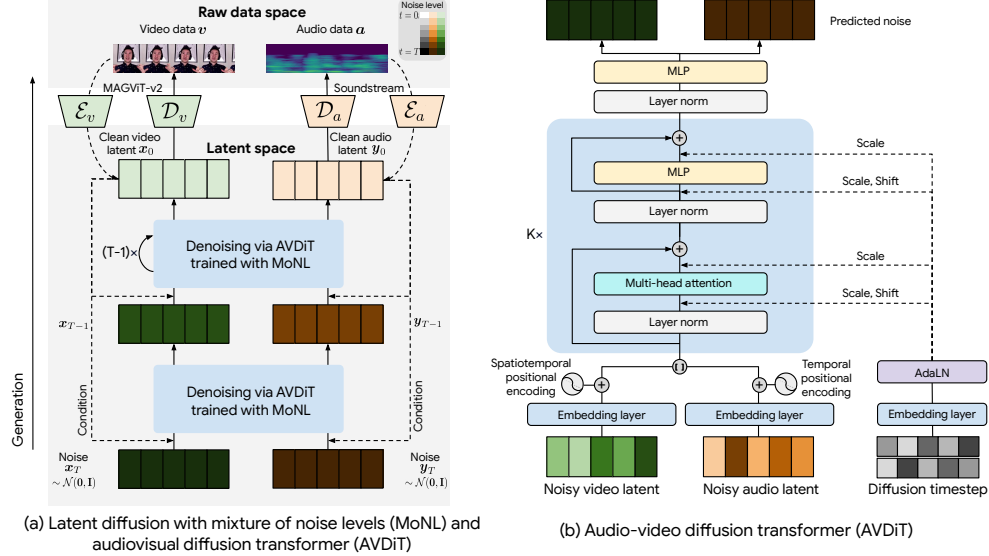 Raw data space
Video data v
Audio data a
Noise level
t = 0
t = T
MAGViT-v2
Soundstream
ℰv
𝒟v
𝒟a
ℰa
Clean video latent x0
Clean audio latent y0
Latent space
(T-1)×
Denoising via AVDiT
trained with MoNL
xT−1
yT−1
Denoising via AVDiT
trained with MoNL
Condition
Condition
Generation
Noise
xT
∼ 𝒩(0, I)
Noise
yT
∼ 𝒩(0, I)
(a) Latent diffusion with mixture of noise levels (MoNL) and
audiovisual diffusion transformer (AVDiT)
Predicted noise
MLP
Layer norm
+
Scale
MLP
Scale, Shift
Layer norm
K×
+
Scale
Multi-head attention
Scale, Shift
Layer norm
[ ]
Spatiotemporal
positional
encoding
+
+
Temporal
positional
encoding
AdaLN
Embedding layer
Embedding layer
Embedding layer
Noisy video latent
Noisy audio latent
Diffusion timestep
(b) Audio-video diffusion transformer (AVDiT)